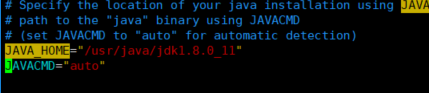 # Specify the location of your java installation using JAVA
# path to the "java" binary using JAVACMD
# (set JAVACMD to "auto" for automatic detection)
JAVA_HOME="/usr/java/jdk1.8.0_11"
JAVACMD="auto"